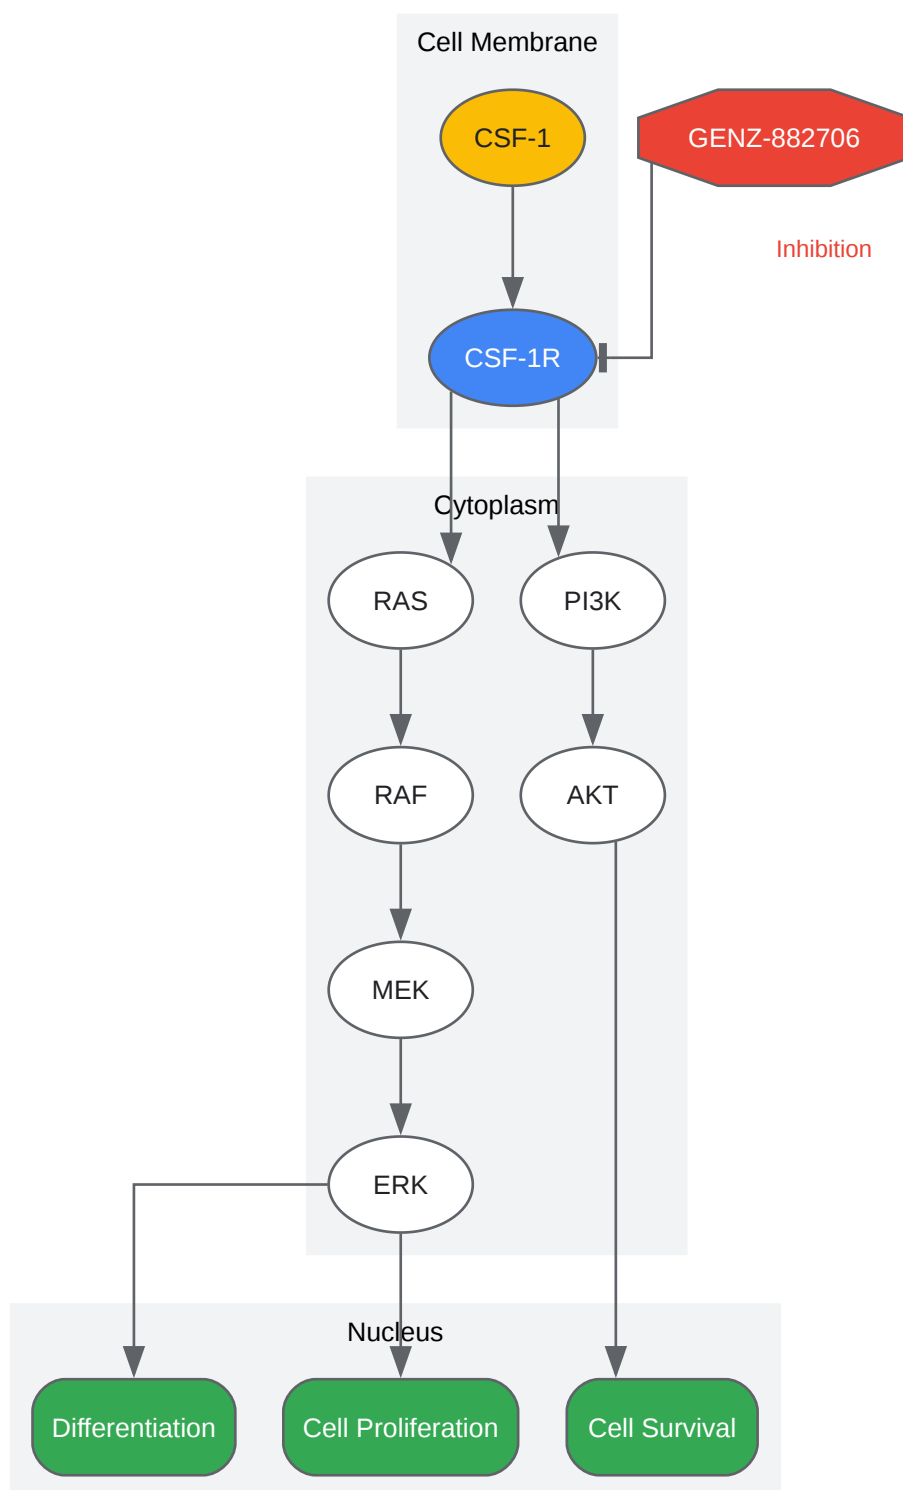 Cell Membrane
CSF-1
GENZ-882706
Inhibition
CSF-1R
Cytoplasm
RAS
PI3K
RAF
AKT
MEK
ERK
Nucleus
Differentiation
Cell Proliferation
Cell Survival